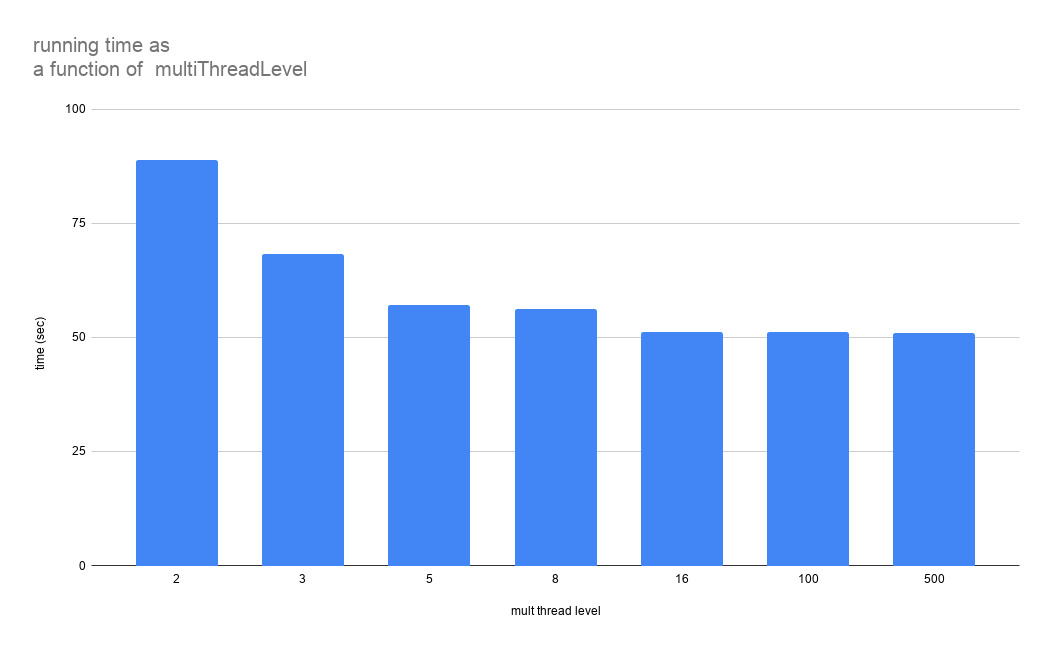 running time as
a function of  multiThreadLevel
100
75
50
25
0
time (sec)
2 3 5 8 16 100 500
mult thread level